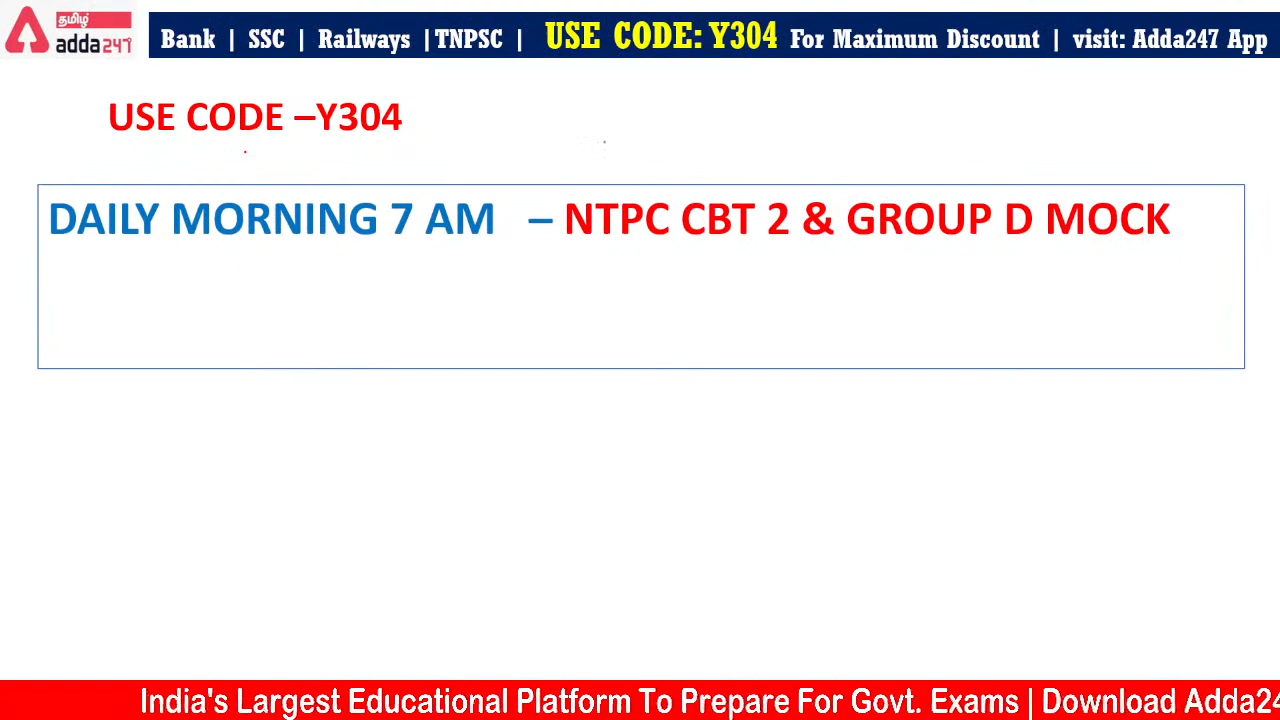 தமிழ்
adda247
Bank | SSC | Railways |TNPSC | USE CODE: Y304 For Maximum Discount | visit: Adda247 App
USE CODE –Y304
DAILY MORNING 7 AM – NTPC CBT 2 & GROUP D MOCK
India's Largest Educational Platform To Prepare For Govt. Exams | Download Adda24